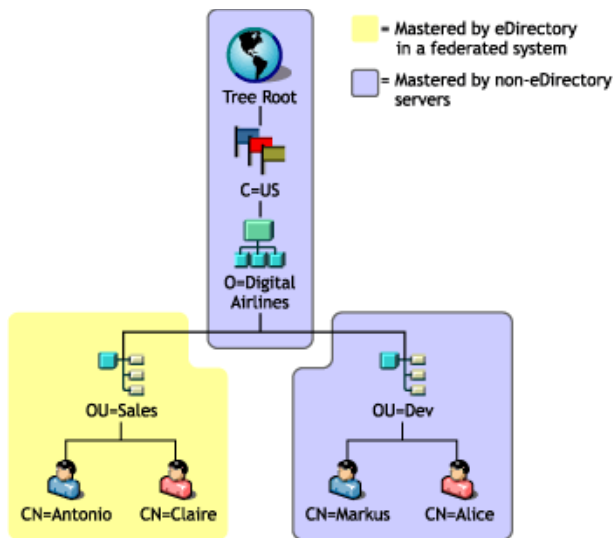 = Mastered by eDirectory
in a federated system
= Mastered by non-eDirectory
servers
Tree Root
C=US
O=Digital
Airlines
OU=Sales
OU=Dev
CN=Antonio
CN=Claire
CN=Markus
CN=Alice